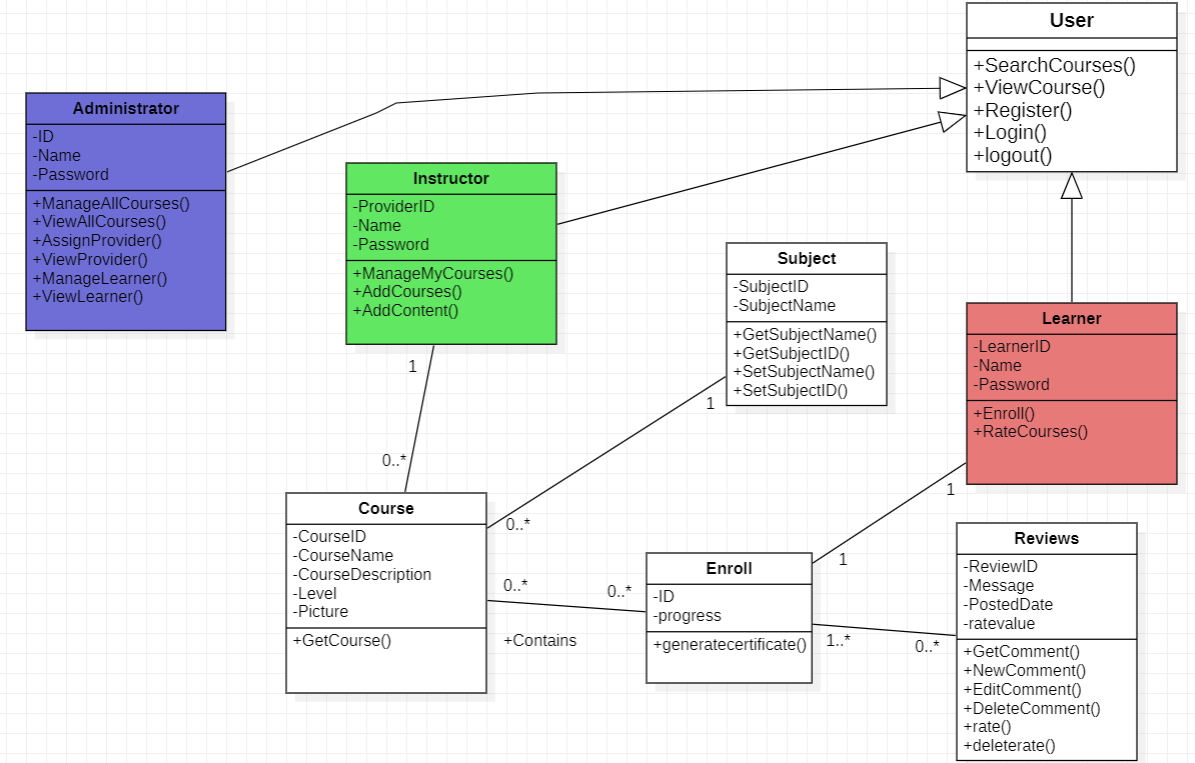 User
+SearchCourses()
+ViewCourse()
+Register()
+Login()
+logout()
Administrator
-ID
-Name
-Password
+ManageAllCourses()
+ViewAllCourses()
+AssignProvider()
+ViewProvider()
+ManageLearner()
+ViewLearner()
Instructor
-ProviderID
-Name
-Password
+ManageMyCourses()
+AddCourses()
+AddContent()
Subject
-SubjectID
-SubjectName
+GetSubjectName()
+GetSubjectID()
+SetSubjectName()
+SetSubjectID()
Learner
-LearnerID
-Name
-Password
+Enroll()
+RateCourses()
1
0..*
1
0..*
1
1
Course
-CourseID
-CourseName
-CourseDescription
-Level
-Picture
+GetCourse()
0..*
0..*
+Contains
Enroll
-ID
-progress
+generatecertificate()
1..*
0..*
Reviews
-ReviewID
-Message
-PostedDate
-ratevalue
+GetComment()
+NewComment()
+EditComment()
+DeleteComment()
+rate()
+deleterate()